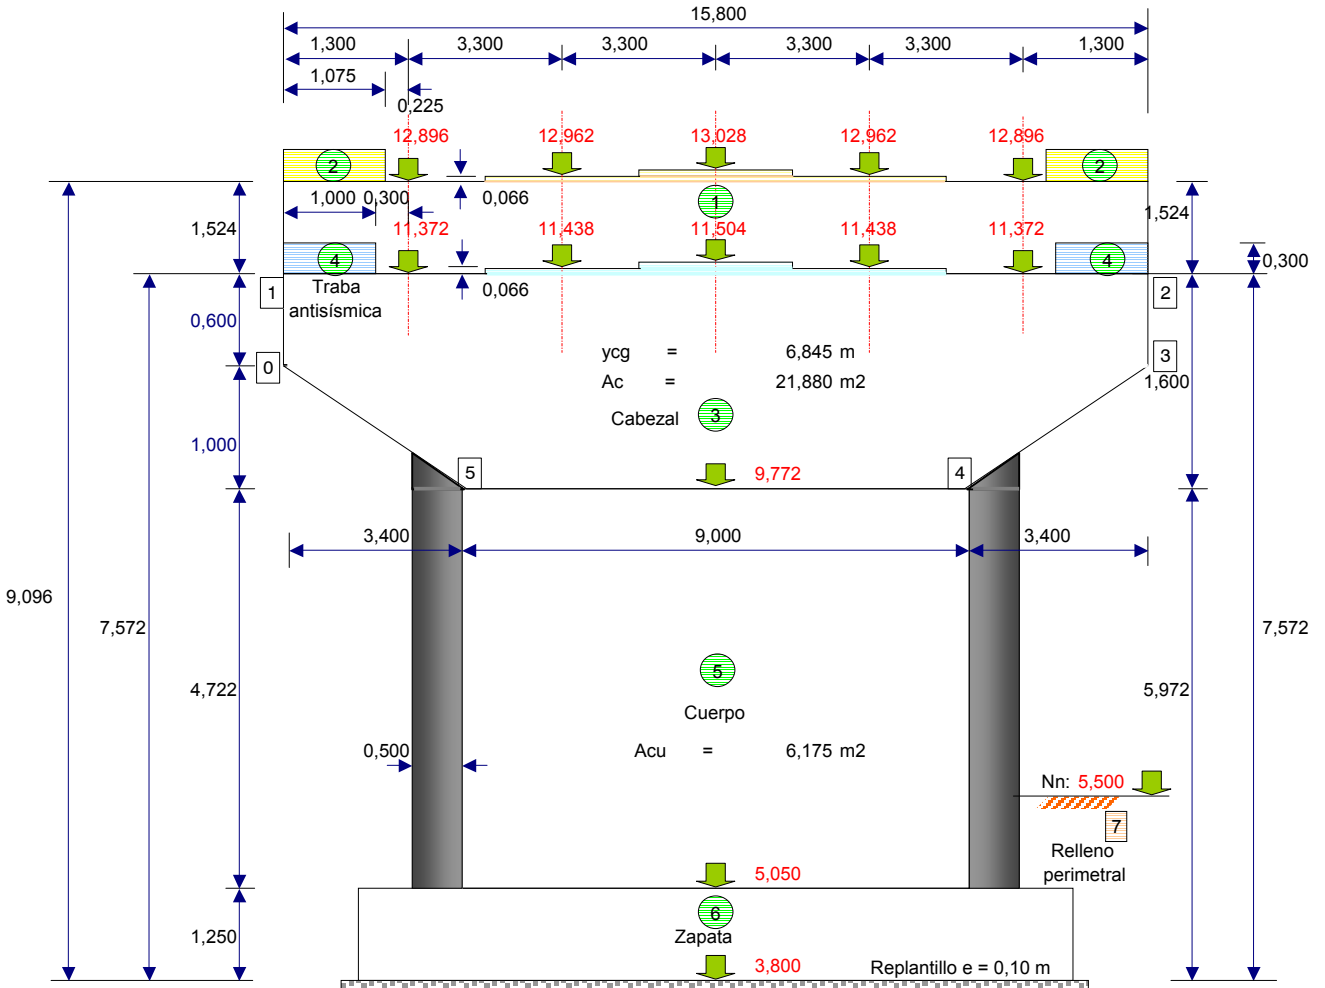 15,800
1,300 3,300 3,300 3,300 3,300 1,300
1,075
0,225
12,896 12,962 13,028 12,962 12,896
2 2
1,000 0,300 0,066 1 1,524
1,524
11,372 11,438 11,504 11,438 11,372
4 4 0,300
0,066
1 Traba 2
antisísmica
0,600
ycg = 6,845 m
0 3
Ac = 21,880 m2 1,600
Cabezal 3
1,000
5 9,772 4
3,400 9,000 3,400
9,096
7,572 7,572
4,722 5 5,972
Cuerpo
0,500 Acu = 6,175 m2
Nn: 5,500
7
Relleno
perimetral
5,050
6
1,250 Zapata
3,800 Replantillo e = 0,10 m